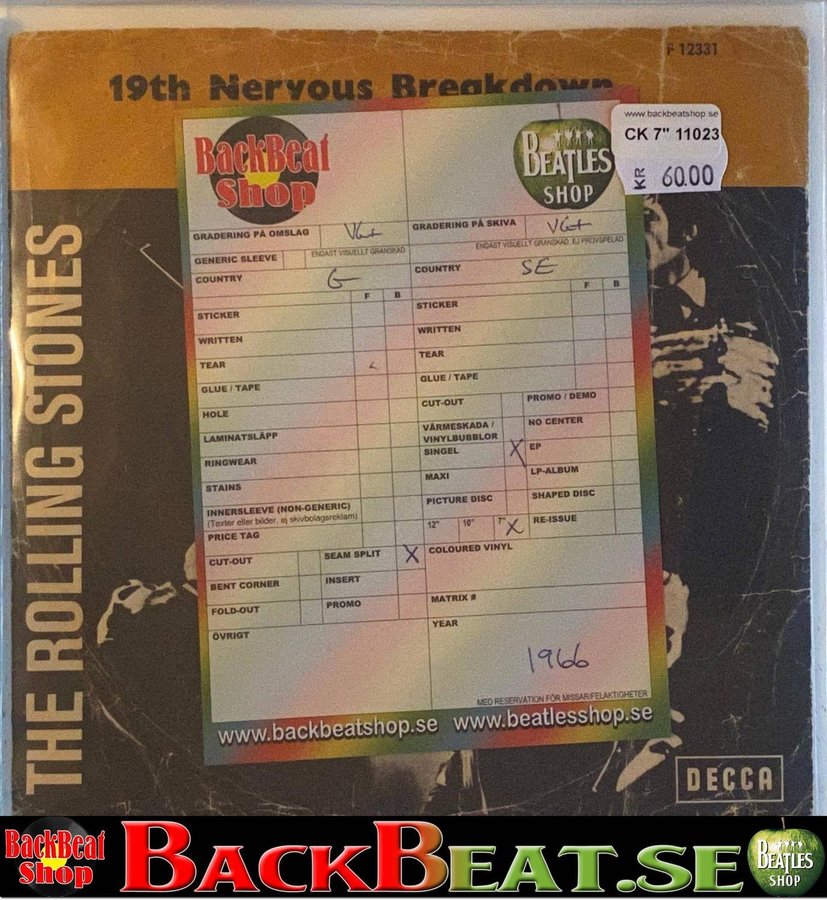 F 12331
19th Nervous Breakdown
www.backbeatshop.se
CK 7" 11023
KR 60.00
THE ROLLING STONES
BackBeat
Shop
BEATLES
SHOP
GRADERING PÅ OMSLAG VG+
ENDAST VISUELLT GRANSKAD
GENERIC SLEEVE
COUNTRY G
F B
STICKER
WRITTEN
TEAR
GLUE / TAPE
HOLE
LAMINATSLÄPP
RINGWEAR
STAINS
INNERSLEEVE (NON-GENERIC)
(Texter eller bilder, ej skivbolagsreklam)
PRICE TAG
CUT-OUT SEAM SPLIT X
BENT CORNER INSERT
FOLD-OUT PROMO
ÖVRIGT
GRADERING PÅ SKIVA VG+
ENDAST VISUELLT GRANSKAD, EJ PROVSPELAD
COUNTRY SE
F B
STICKER
WRITTEN
TEAR
GLUE / TAPE
CUT-OUT PROMO / DEMO
VÄRMESKADA /
VINYLBUBBLOR NO CENTER
SINGEL X EP
MAXI LP-ALBUM
PICTURE DISC SHAPED DISC
12" 10" 7" X RE-ISSUE
COLOURED VINYL
MATRIX #
YEAR
1966
MED RESERVATION FÖR MISSAR/FELAKTIGHETER
www.backbeatshop.se www.beatlesshop.se
DECCA
BackBeat
Shop
BACKBEAT.SE
BEATLES
SHOP